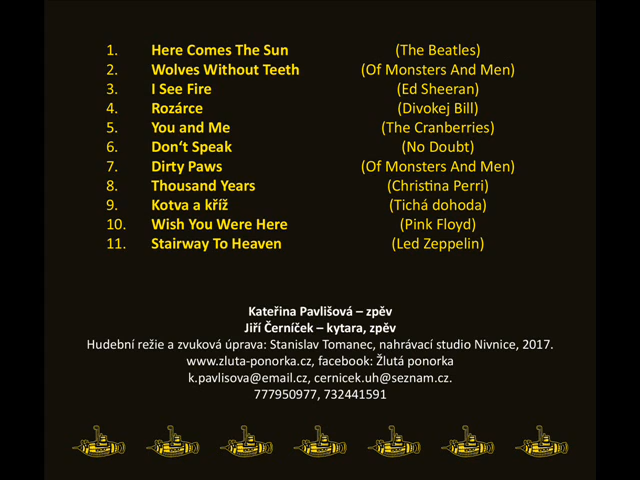 1. Here Comes The Sun (The Beatles)
2. Wolves Without Teeth (Of Monsters And Men)
3. I See Fire (Ed Sheeran)
4. Rozárce (Divokej Bill)
5. You and Me (The Cranberries)
6. Don‘t Speak (No Doubt)
7. Dirty Paws (Of Monsters And Men)
8. Thousand Years (Christina Perri)
9. Kotva a kříž (Tichá dohoda)
10. Wish You Were Here (Pink Floyd)
11. Stairway To Heaven (Led Zeppelin)
Kateřina Pavlišová – zpěv
Jiří Černíček – kytara, zpěv
Hudební režie a zvuková úprava: Stanislav Tomanec, nahrávací studio Nivnice, 2017.
www.zluta-ponorka.cz, facebook: Žlutá ponorka
k.pavlisova@email.cz, cernicek.uh@seznam.cz.
777950977, 732441591